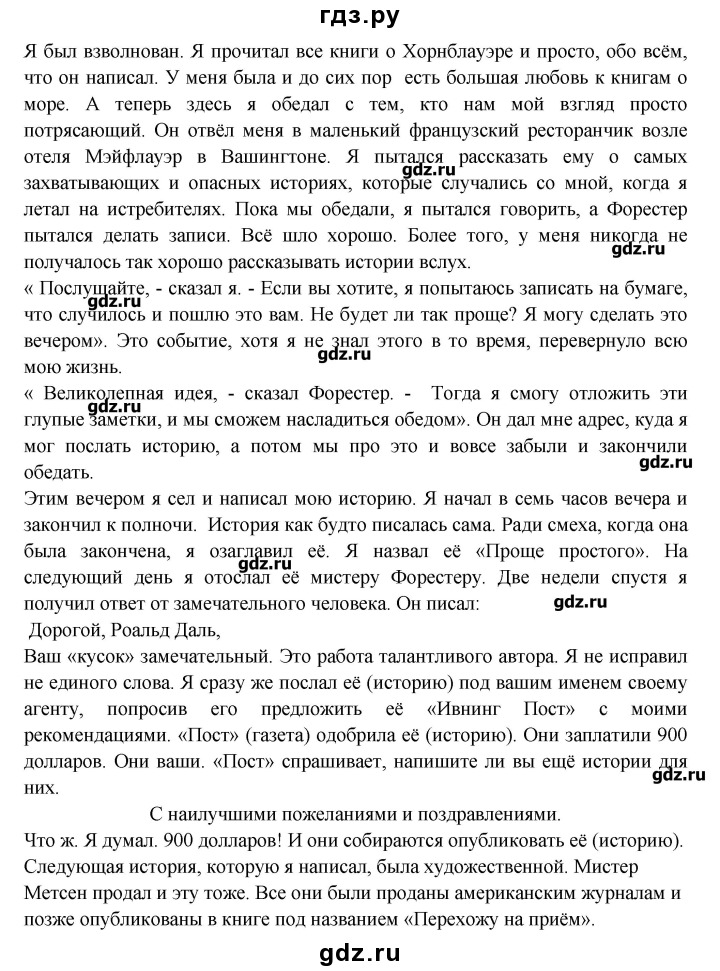 гдз.ру
Я был взволнован. Я прочитал все книги о Хорнблауэре и просто, обо всём,
что он написал. У меня была и до сих пор есть большая любовь к книгам о
море. А теперь здесь я обедал с тем, кто нам мой взгляд просто
потрясающий. Он отвёл меня в маленький французский ресторанчик возле
отеля Мэйфлауэр в Вашингтоне. Я пытался рассказать ему о самых
gdz.ru
захватывающих и опасных историях, которые случались со мной, когда я
летал на истребителях. Пока мы обедали, я пытался говорить, а Форестер
пытался делать записи. Всё шло хорошо. Более того, у меня никогда не
gdz.ru
получалось так хорошо рассказывать истории вслух.
« Послущайте, - сказал я. - Если вы хотите, я попытаюсь записать на бумаге,
gdz.ru
что случилось и пошлю это вам. Не будет ли так проще? Я могу сделать это
вечером». Это событие, хотя я не знал этого в то время, перевернуло всю
gdz.ru
мою жизнь.
« Великолепная идея, - сказал Форестер. - Тогда я смогу отложить эти
gdz.ru
глупые заметки, и мы сможем насладиться обедом». Он дал мне адрес, куда я
мог послать историю, а потом мы про это и вовсе забыли и закончили
gdz.ru
обедать.
Этим вечером я сел и написал мою историю. Я начал в семь часов вечера и
закончил к полночи. История как будто писалась сама. Ради смеха, когда она
была закончена, я озаглавил её. Я назвал её «Проще простого». На
gdz.ru
следующий день я отослал её мистеру Форестеру. Две недели спустя я
получил ответ от замечательного человека. Он писал:
gdz.ru
Дорогой, Роальд Даль,
Ваш «кусок» замечательный. Это работа талантливого автора. Я не исправил
не единого слова. Я сразу же послал её (историю) под вашим именем своему
агенту, попросив его предложить её «Ивнинг Пост» с моими
рекомендациями. «Пост» (газета) одобрила её (историю). Они заплатили 900
долларов. Они ваши. «Пост» спрашивает, напишите ли вы ещё истории для
gdz.ru
них.
С наилучшими пожеланиями и поздравлениями.
Что ж. Я думал. 900 долларов! И они собираются опубликовать её (историю).
Следующая история, которую я написал, была художественной. Мистер
Метсен продал и эту тоже. Все они были проданы американским журналам и
позже опубликованы в книге под названием «Перехожу на приём».
gdz.ru